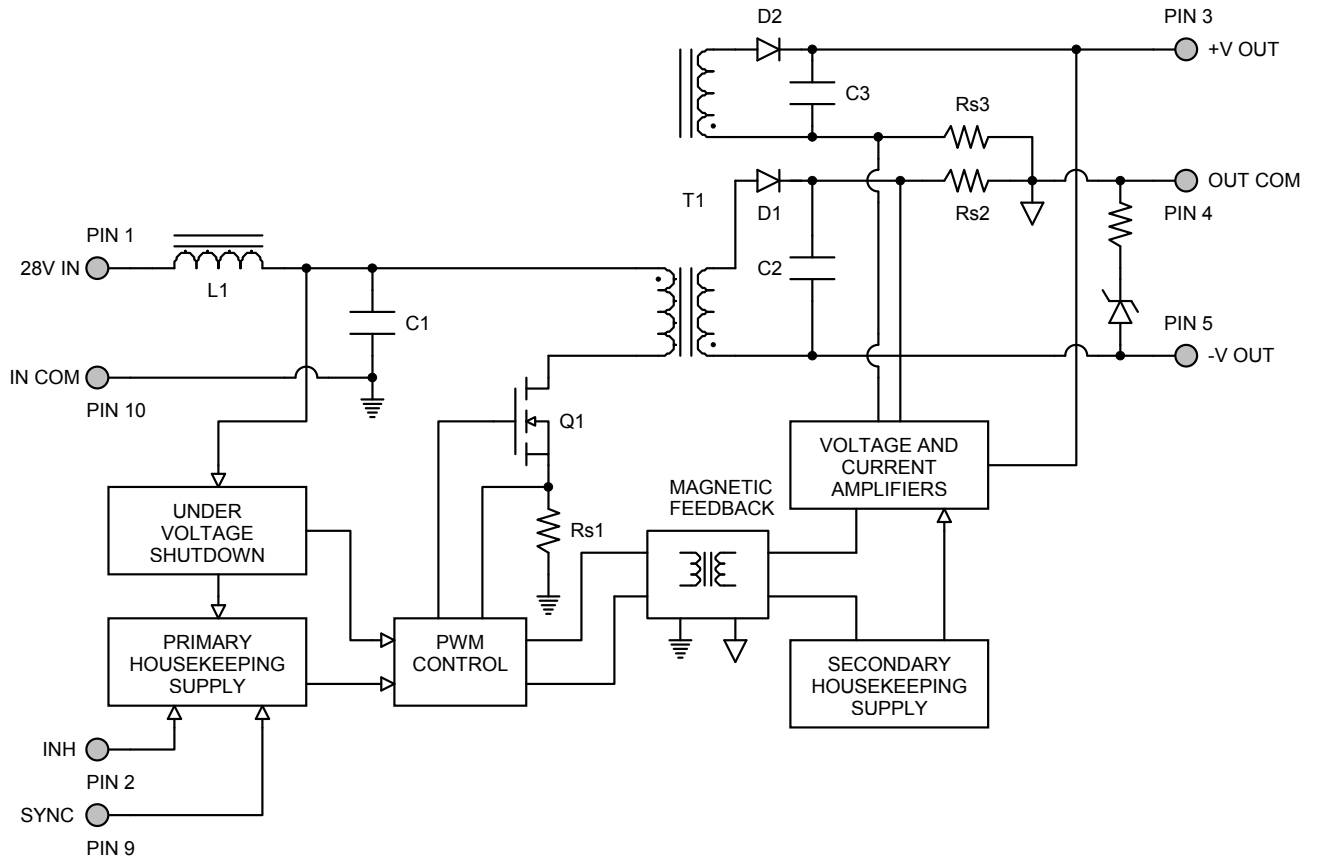 D2
PIN 3
+V OUT
C3
Rs3
T1
D1
Rs2
OUT COM
PIN 4
PIN 1
28V IN
L1
C1
C2
PIN 5
-V OUT
IN COM
PIN 10
Q1
VOLTAGE AND
CURRENT
AMPLIFIERS
MAGNETIC
FEEDBACK
UNDER
VOLTAGE
SHUTDOWN
Rs1
PRIMARY
HOUSEKEEPING
SUPPLY
PWM
CONTROL
SECONDARY
HOUSEKEEPING
SUPPLY
INH
PIN 2
SYNC
PIN 9